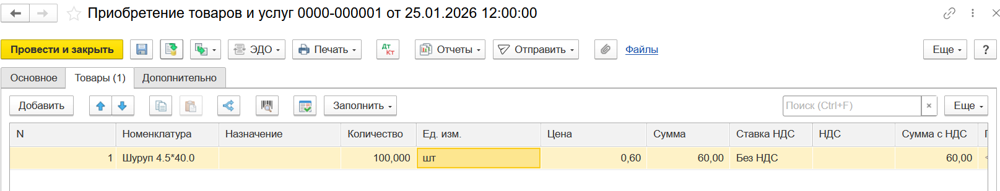 Приобретение товаров и услуг 0000-000001 от 25.01.2026 12:00:00
Провести и закрыть ЭДО Печать Дт Кт Отчеты Отправить Файлы Еще ?
Основное Товары (1) Дополнительно
Добавить Заполнить Поиск (Ctrl+F) × Еще
N Номенклатура Назначение Количество Ед. изм. Цена Сумма Ставка НДС НДС Сумма с НДС
1 Шуруп 4.5*40.0 100,000 шт 0,60 60,00 Без НДС 60,00